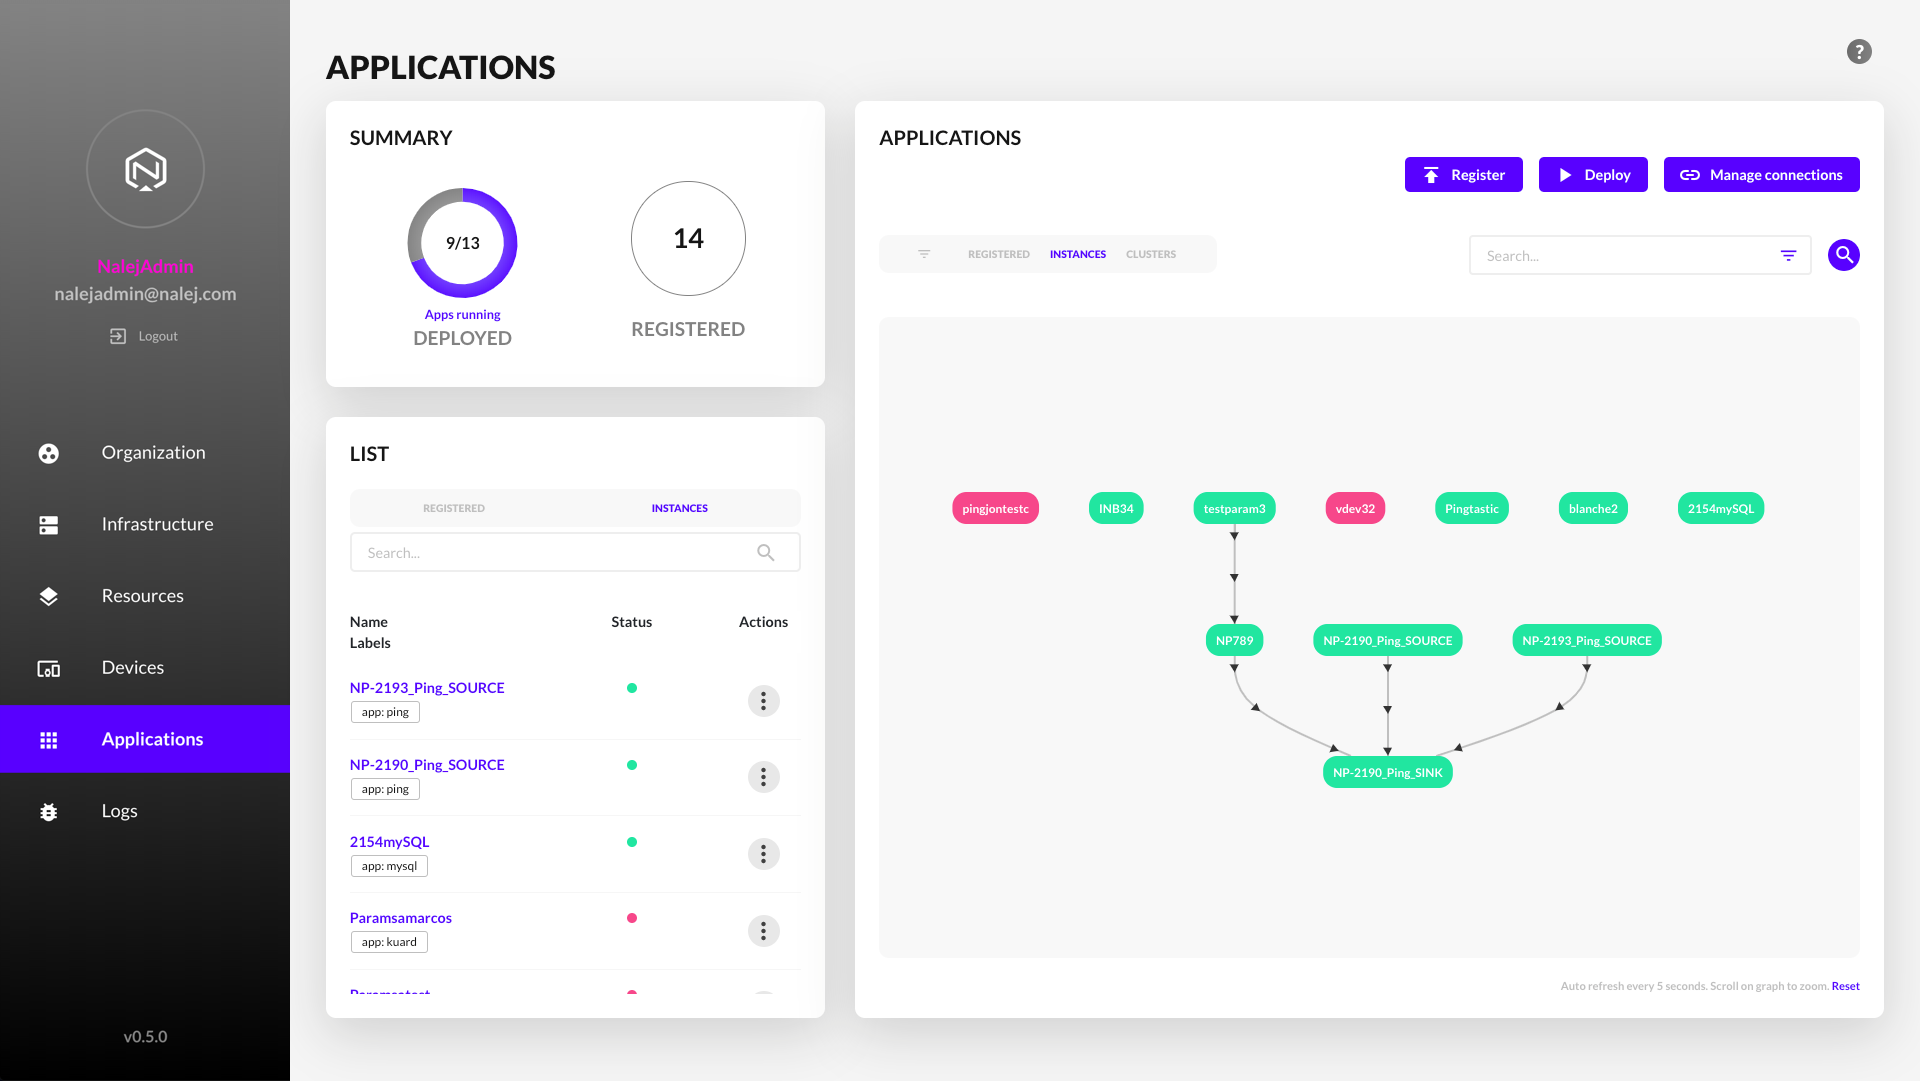 NalejAdmin
nalejadmin@nalej.com
Logout
Organization
Infrastructure
Resources
Devices
Applications
Logs
v0.5.0
APPLICATIONS
?
SUMMARY
9/13
Apps running
DEPLOYED
14
REGISTERED
LIST
REGISTERED INSTANCES
Search...
Name Status Actions
Labels
NP-2193_Ping_SOURCE
app: ping
NP-2190_Ping_SOURCE
app: ping
2154mySQL
app: mysql
Paramsamarcos
app: kuard
APPLICATIONS
Register Deploy Manage connections
REGISTERED INSTANCES CLUSTERS
Search...
pingjontestc INB34 testparam3 vdev32 Pingtastic blanche2 2154mySQL
NP789 NP-2190_Ping_SOURCE NP-2193_Ping_SOURCE
NP-2190_Ping_SINK
Auto refresh every 5 seconds. Scroll on graph to zoom. Reset